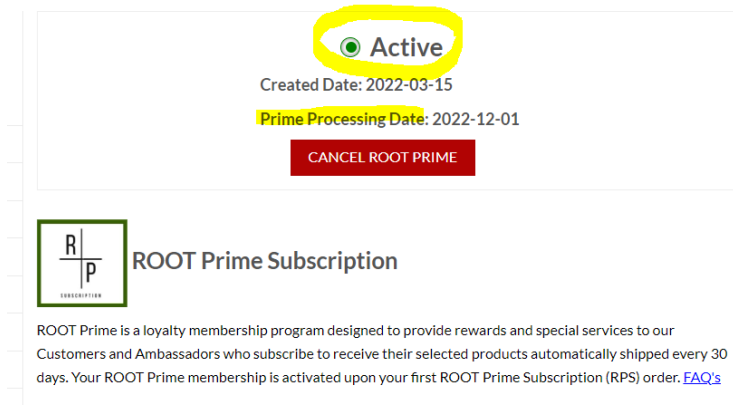 Active
Created Date: 2022-03-15
Prime Processing Date: 2022-12-01
CANCEL ROOT PRIME
R
P
SUBSCRIPTION
ROOT Prime Subscription
ROOT Prime is a loyalty membership program designed to provide rewards and special services to our
Customers and Ambassadors who subscribe to receive their selected products automatically shipped every 30
days. Your ROOT Prime membership is activated upon your first ROOT Prime Subscription (RPS) order. FAQ's